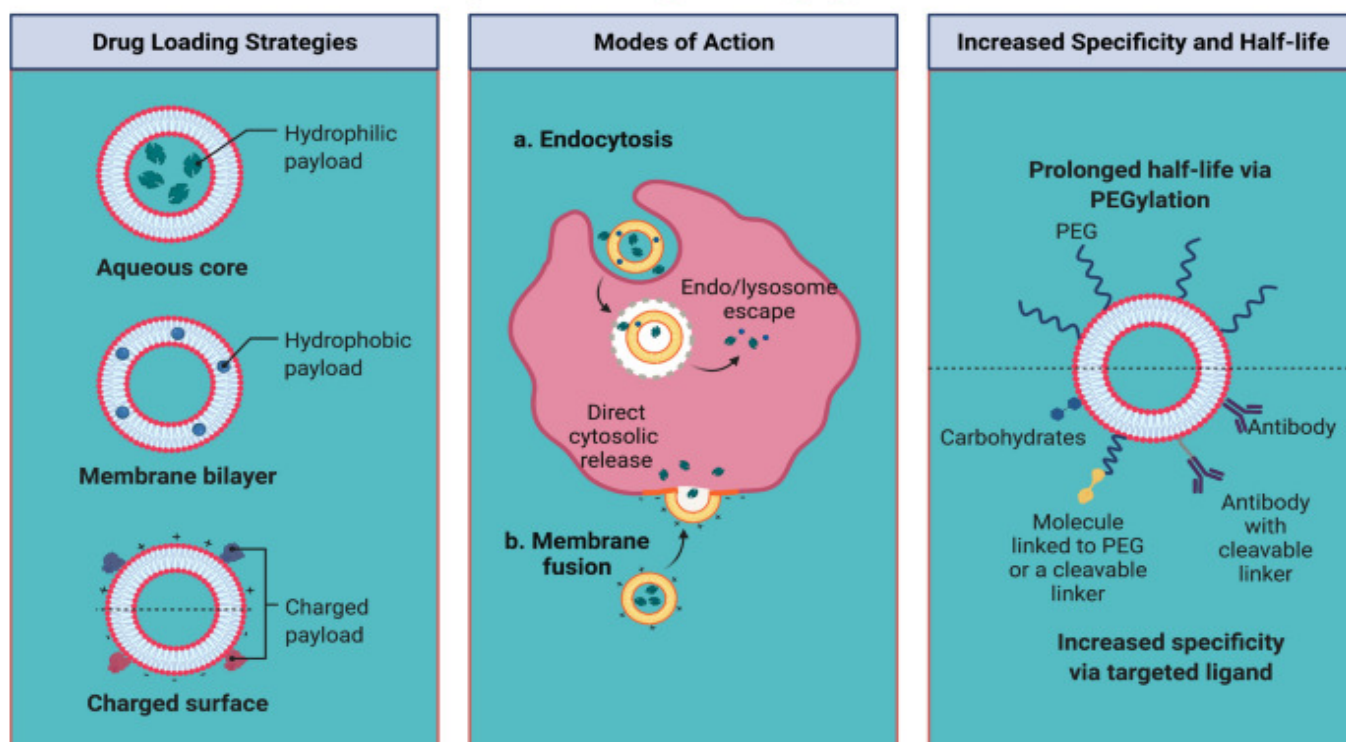 Drug Loading Strategies
Hydrophilic
payload
Aqueous core
Hydrophobic
payload
Membrane bilayer
+
+
+
+
+
Charged
payload
-
-
-
-
-
Charged surface
Modes of Action
a. Endocytosis
Endo/lysosome
escape
Direct
cytosolic
release
b. Membrane
fusion
Increased Specificity and Half-life
Prolonged half-life via
PEGylation
PEG
Carbohydrates
Antibody
Molecule
linked to PEG
or a cleavable
linker
Antibody
with
cleavable
linker
Increased specificity
via targeted ligand